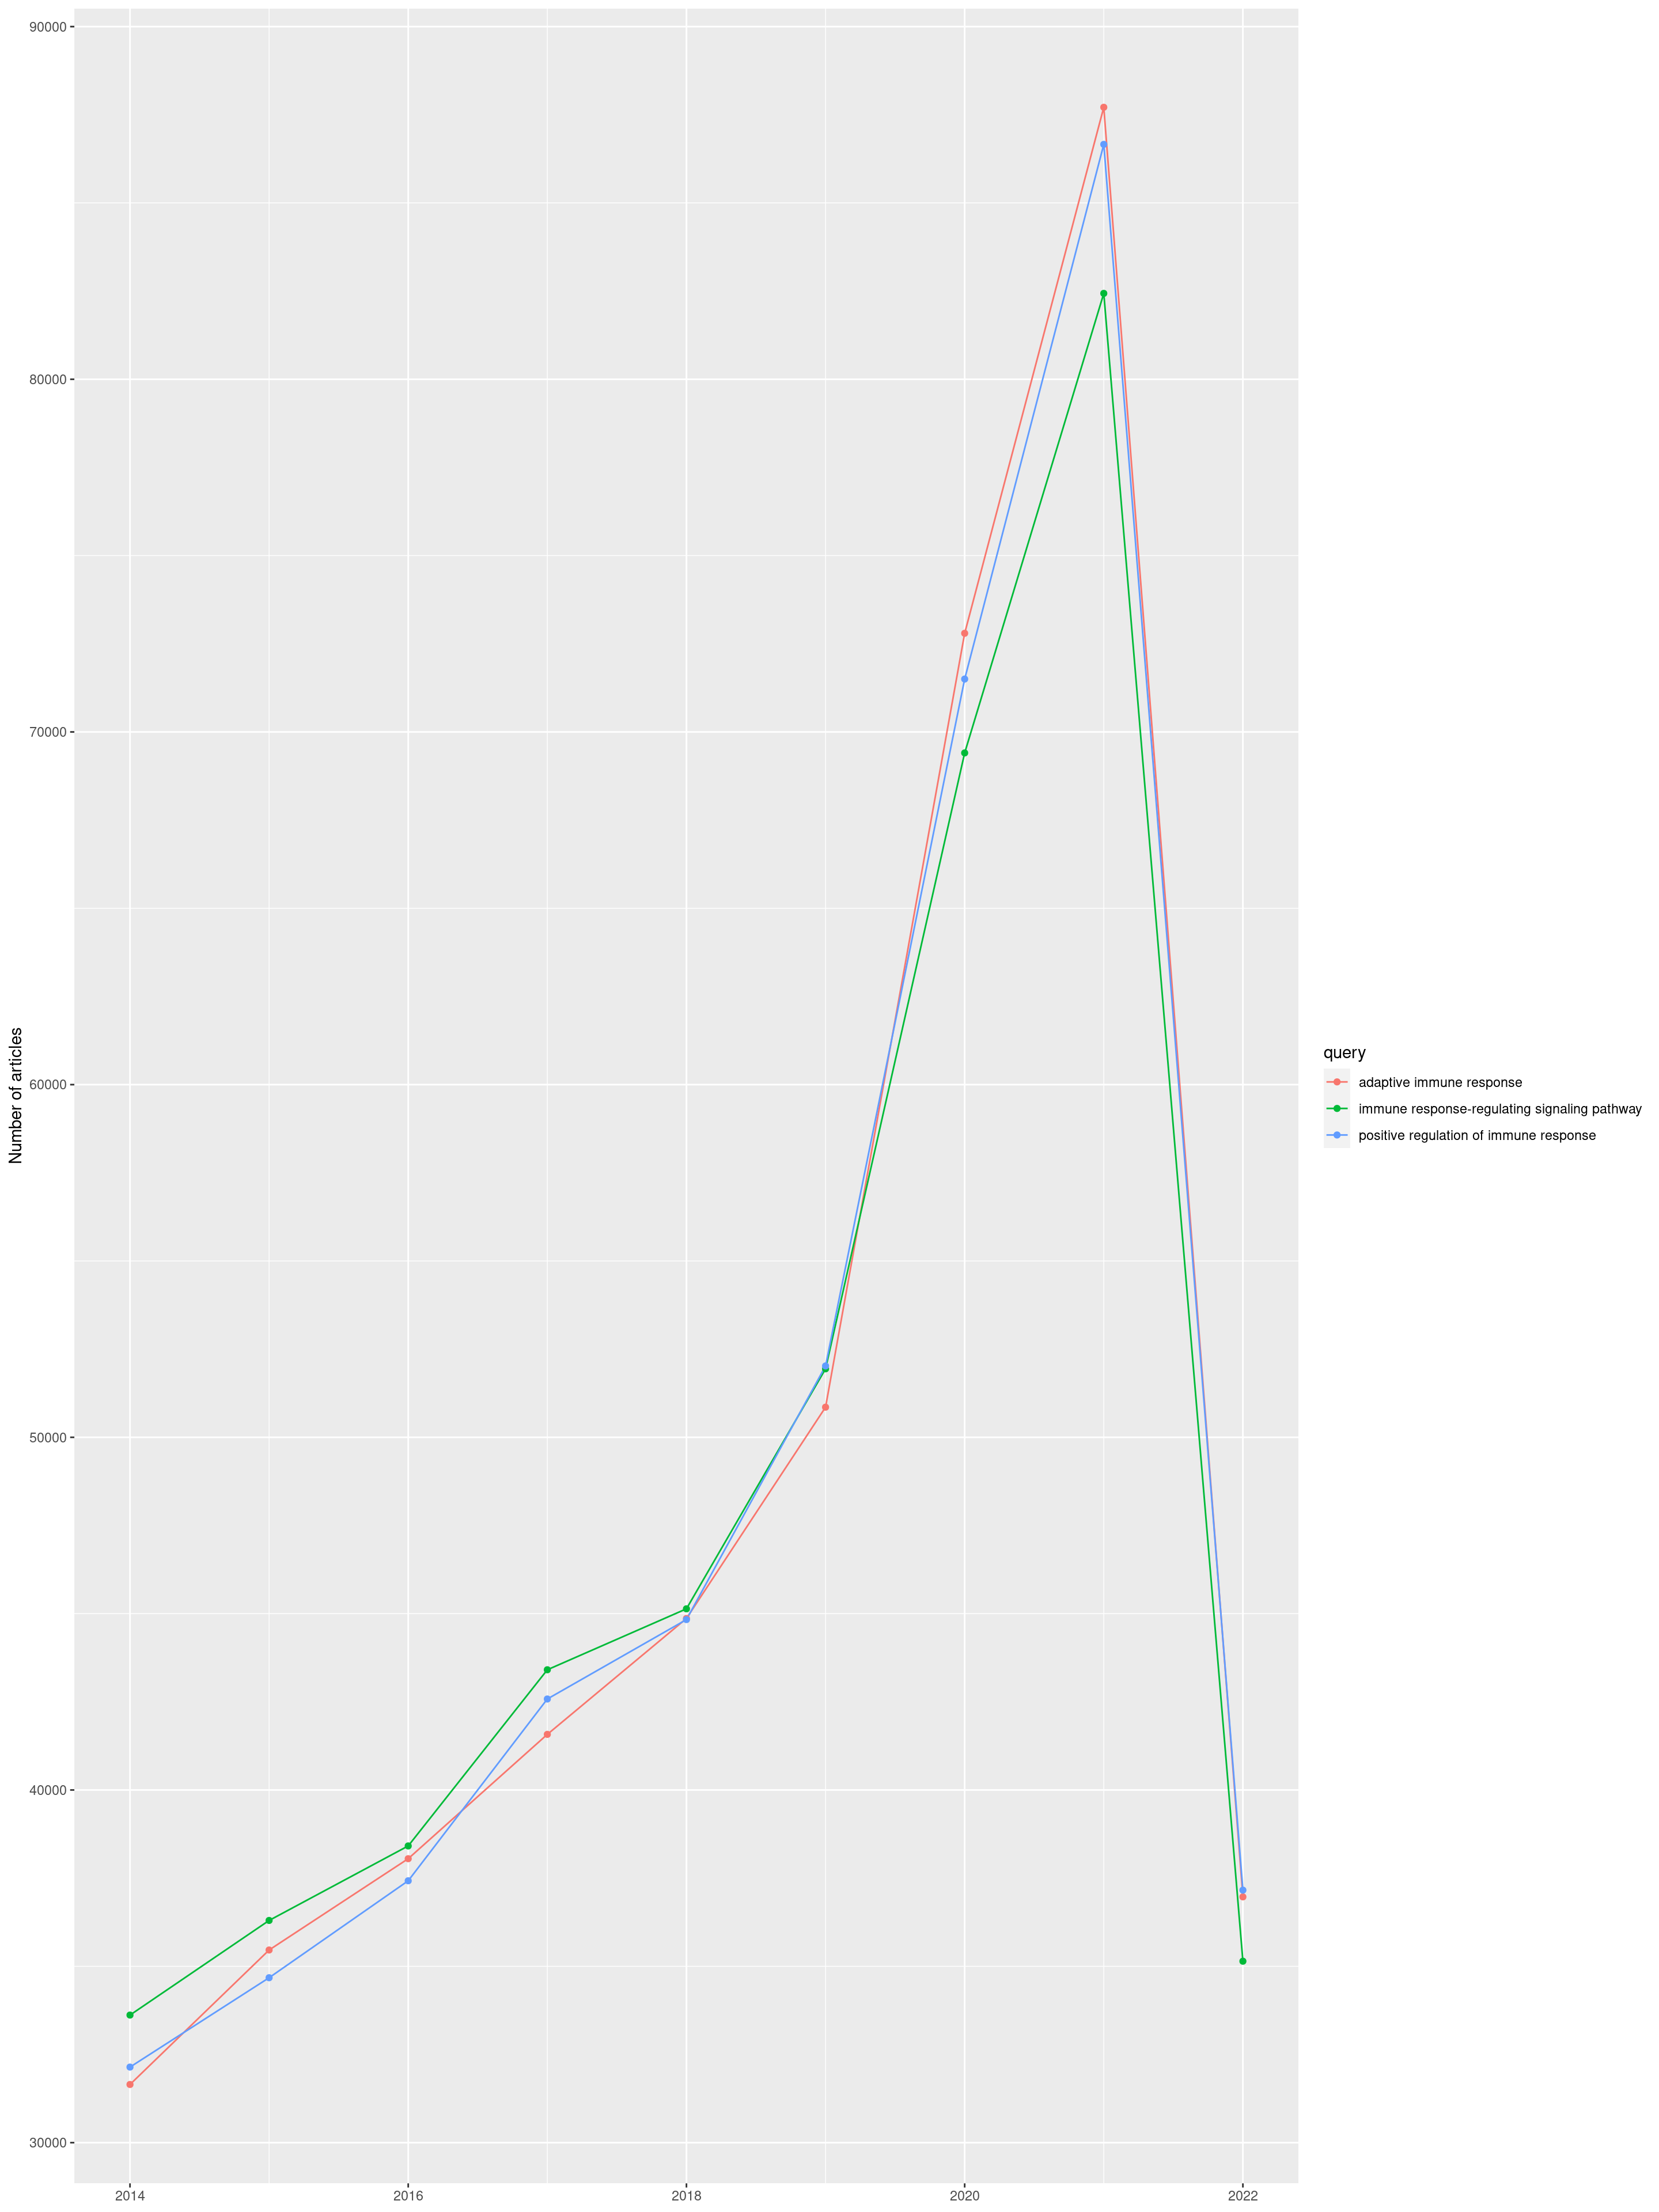 Number of articles
90000
80000
70000
60000
50000
40000
30000
2014
2016
2018
2020
2022
query
adaptive immune response
immune response-regulating signaling pathway
positive regulation of immune response